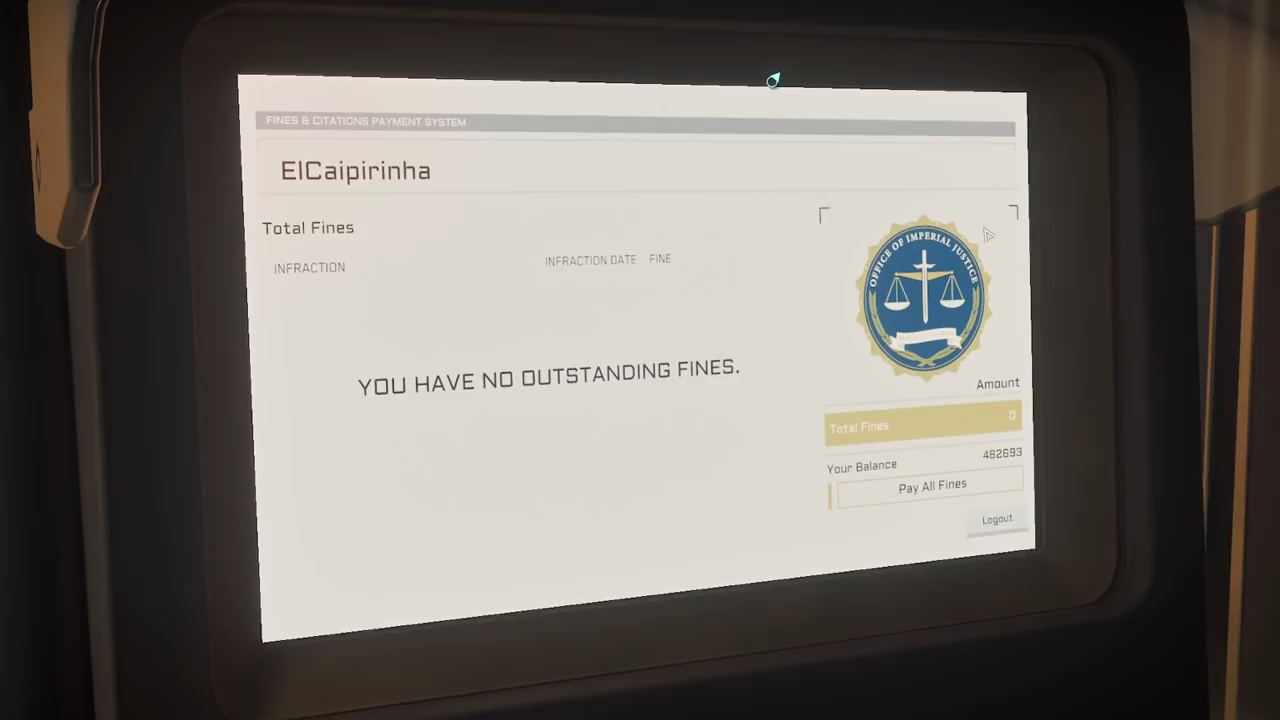 FINES & CITATIONS PAYMENT SYSTEM
ElCaipirinha
Total Fines
INFRACTION INFRACTION DATE FINE
YOU HAVE NO OUTSTANDING FINES.
OFFICE OF IMPERIAL JUSTICE
Amount
Total Fines 0
Your Balance 482693
Pay All Fines
Logout